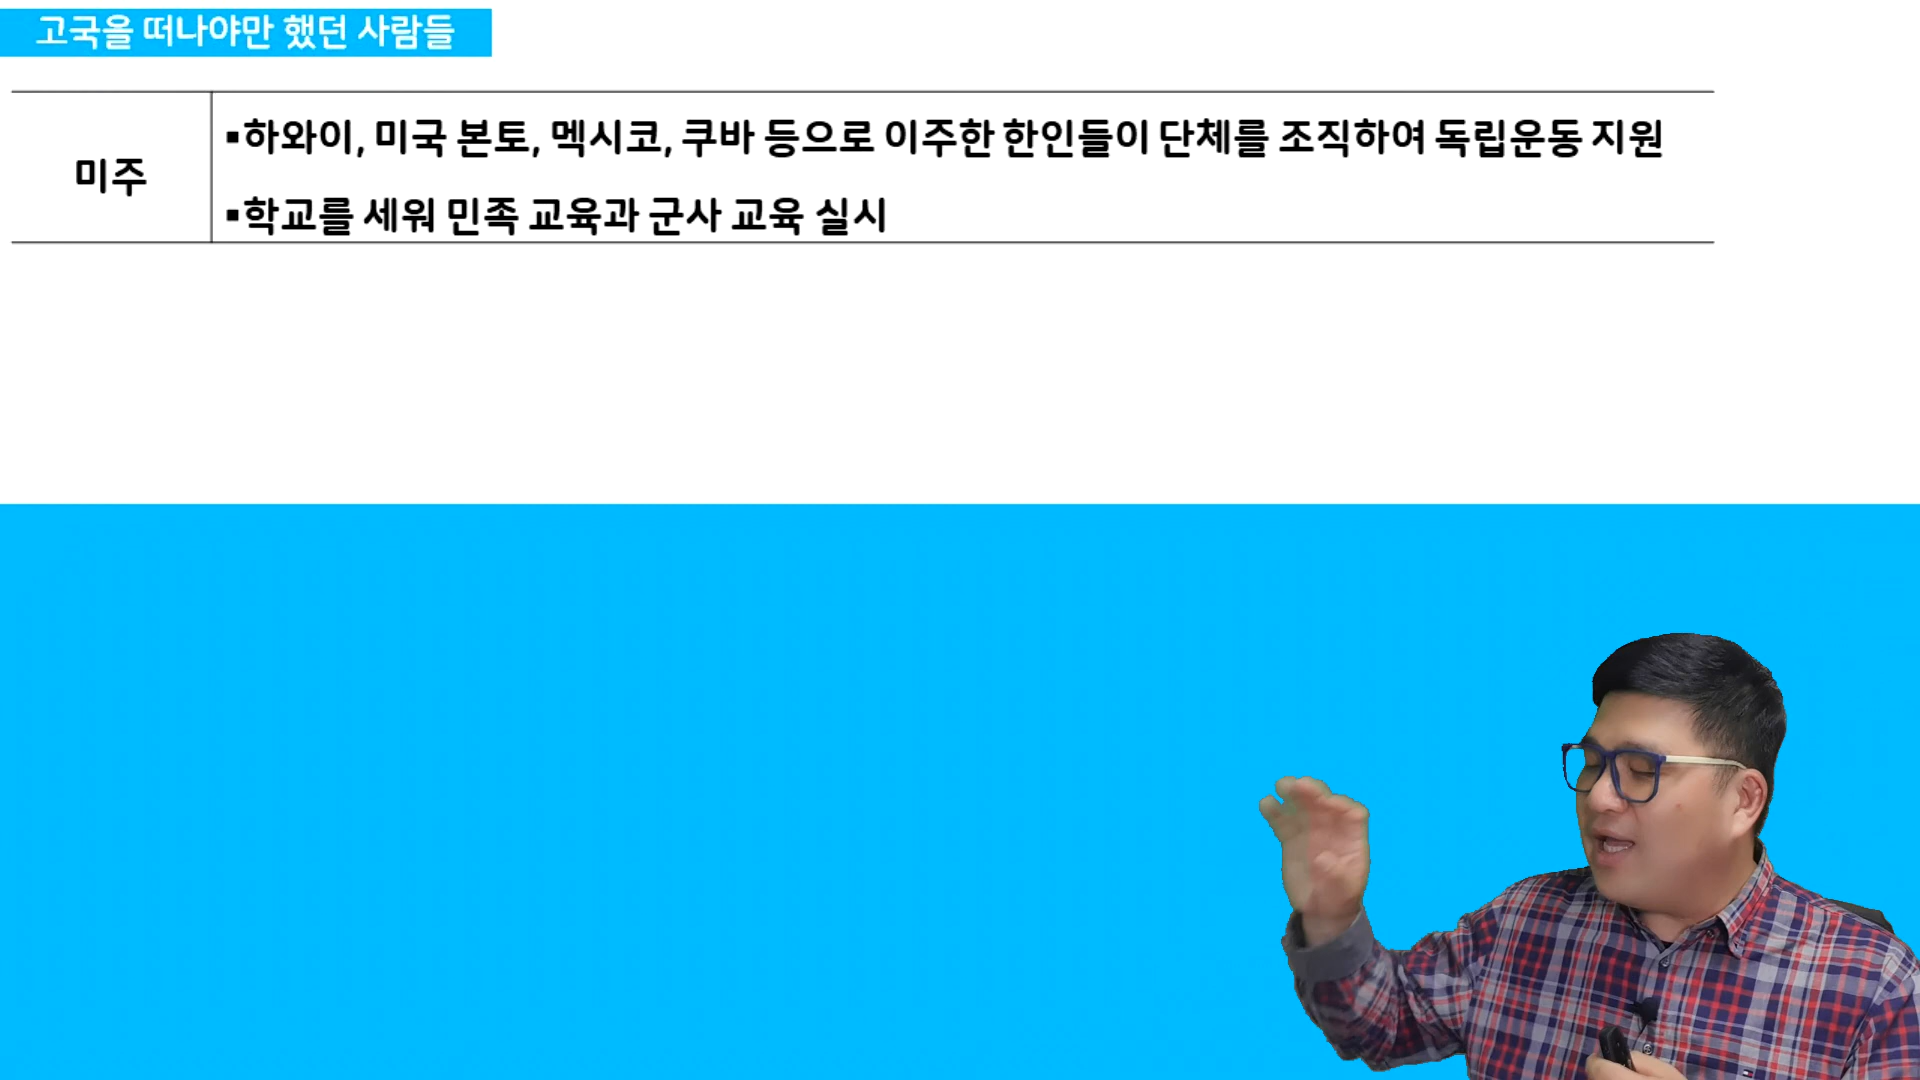 고국을 떠나야만 했던 사람들
미주
▪하와이, 미국 본토, 멕시코, 쿠바 등으로 이주한 한인들이 단체를 조직하여 독립운동 지원
▪학교를 세워 민족 교육과 군사 교육 실시